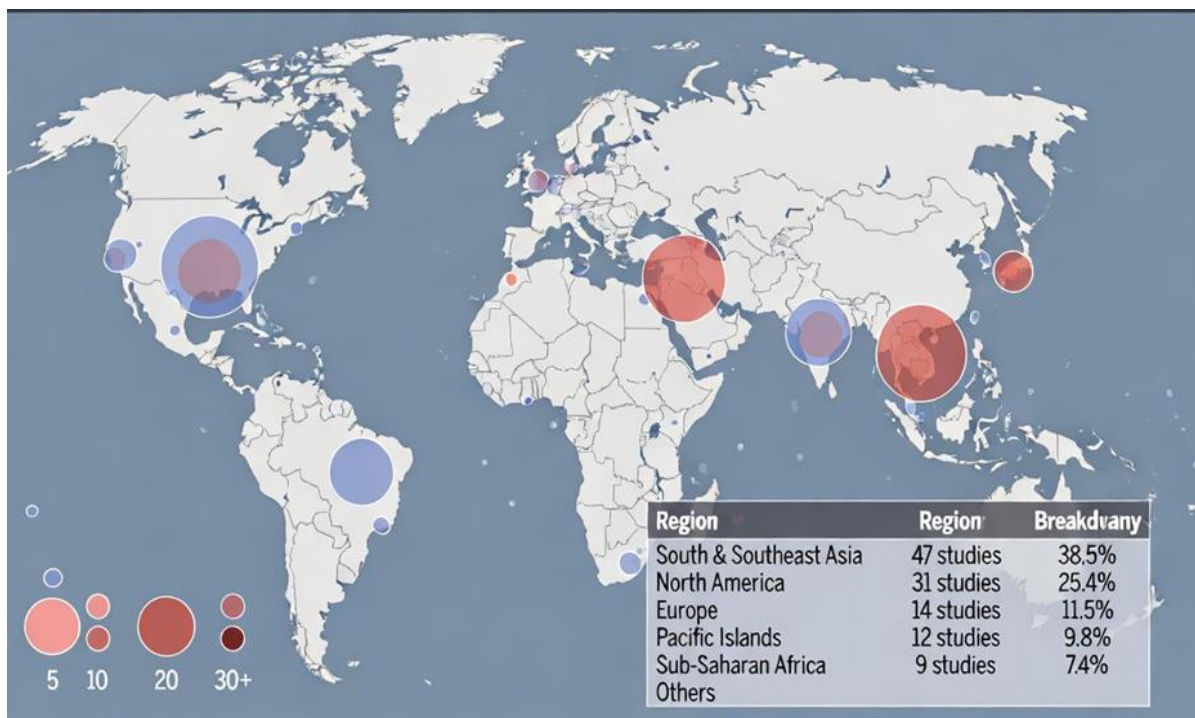 Region Region Breakdvany
South & Southeast Asia 47 studies 38.5%
North America 31 studies 25.4%
Europe 14 studies 11.5%
Pacific Islands 12 studies 9.8%
Sub-Saharan Africa 9 studies 7.4%
Others
5 10 20 30+